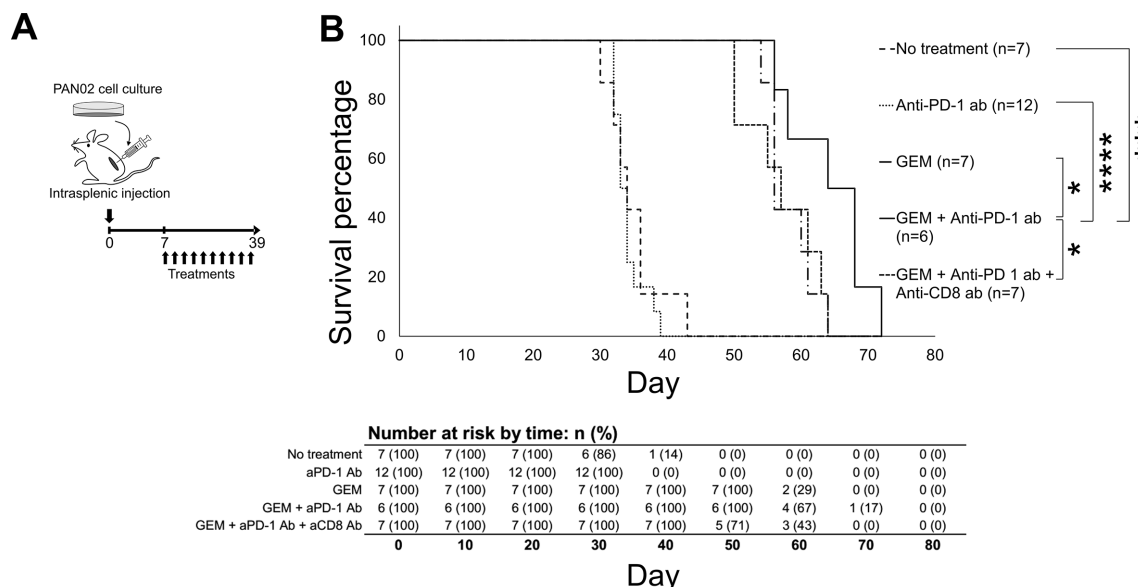 A
PAN02 cell culture
Intrasplenic injection
0 7 39
Treatments
B
Survival percentage
100
80
60
40
20
0
0 10 20 30 40 50 60 70 80
Day
No treatment (n=7)
Anti-PD-1 ab (n=12)
GEM (n=7)
GEM + Anti-PD-1 ab
(n=6)
GEM + Anti-PD 1 ab +
Anti-CD8 ab (n=7)
*
*
****
Number at risk by time: n (%)
No treatment 7 (100) 7 (100) 7 (100) 6 (86) 1 (14) 0 (0) 0 (0) 0 (0) 0 (0)
aPD-1 Ab 12 (100) 12 (100) 12 (100) 12 (100) 0 (0) 0 (0) 0 (0) 0 (0) 0 (0)
GEM 7 (100) 7 (100) 7 (100) 7 (100) 7 (100) 7 (100) 2 (29) 0 (0) 0 (0)
GEM + aPD-1 Ab 6 (100) 6 (100) 6 (100) 6 (100) 6 (100) 6 (100) 4 (67) 1 (17) 0 (0)
GEM + aPD-1 Ab + aCD8 Ab 7 (100) 7 (100) 7 (100) 7 (100) 7 (100) 5 (71) 3 (43) 0 (0) 0 (0)
0 10 20 30 40 50 60 70 80
Day